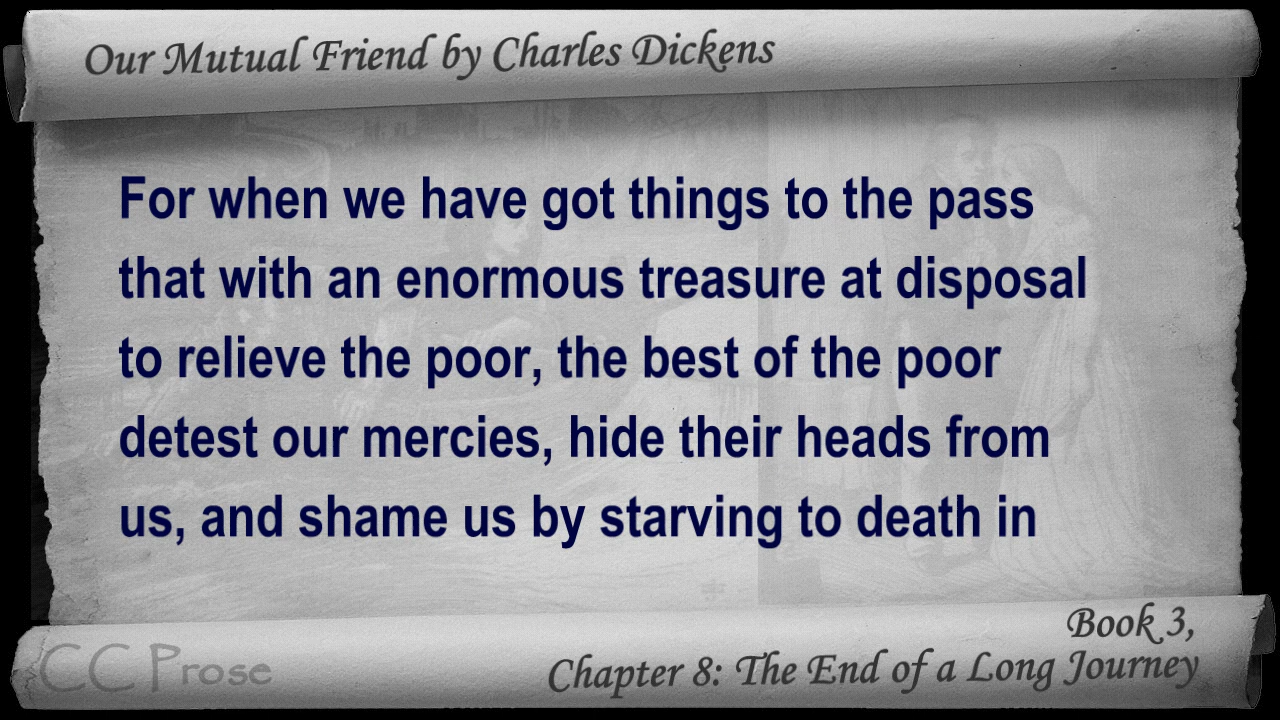 Our Mutual Friend by Charles Dickens
For when we have got things to the pass
that with an enormous treasure at disposal
to relieve the poor, the best of the poor
detest our mercies, hide their heads from
us, and shame us by starving to death in
Book 3,
Chapter 8: The End of a Long Journey
CC Prose